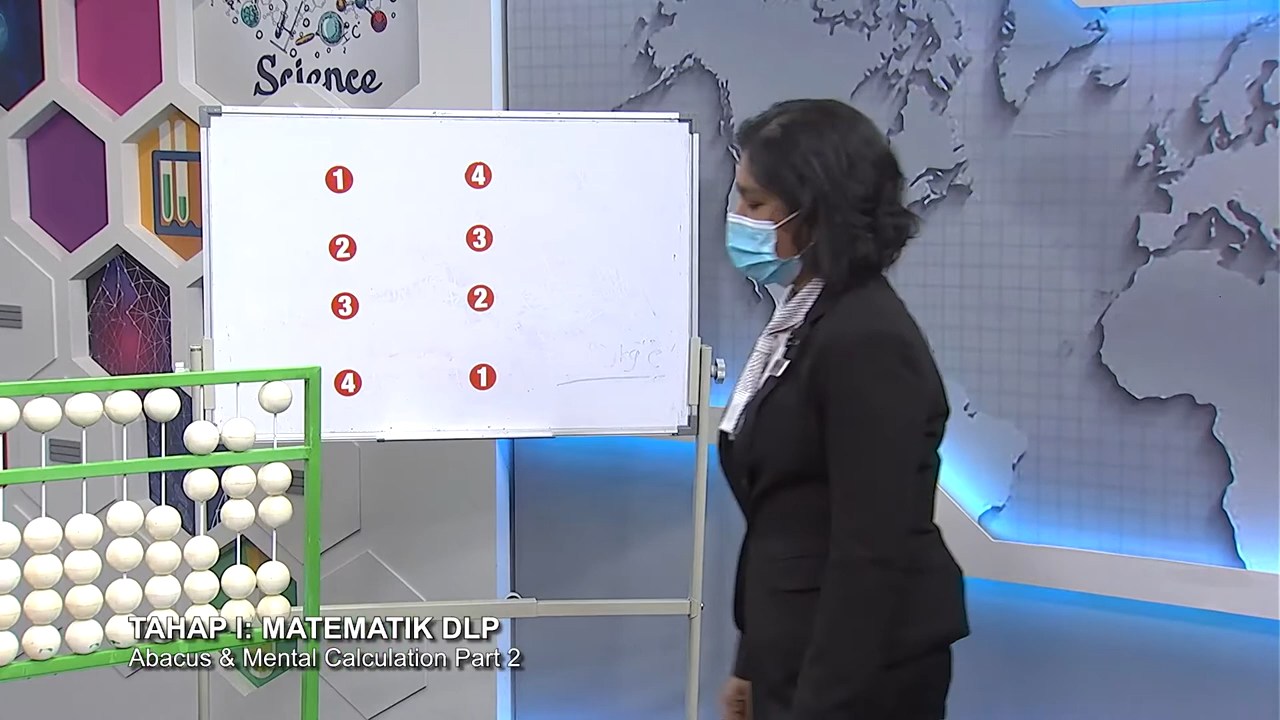 Science
1 4
2 3
3 2
4 1
TAHAP I: MATEMATIK DLP
Abacus & Mental Calculation Part 2